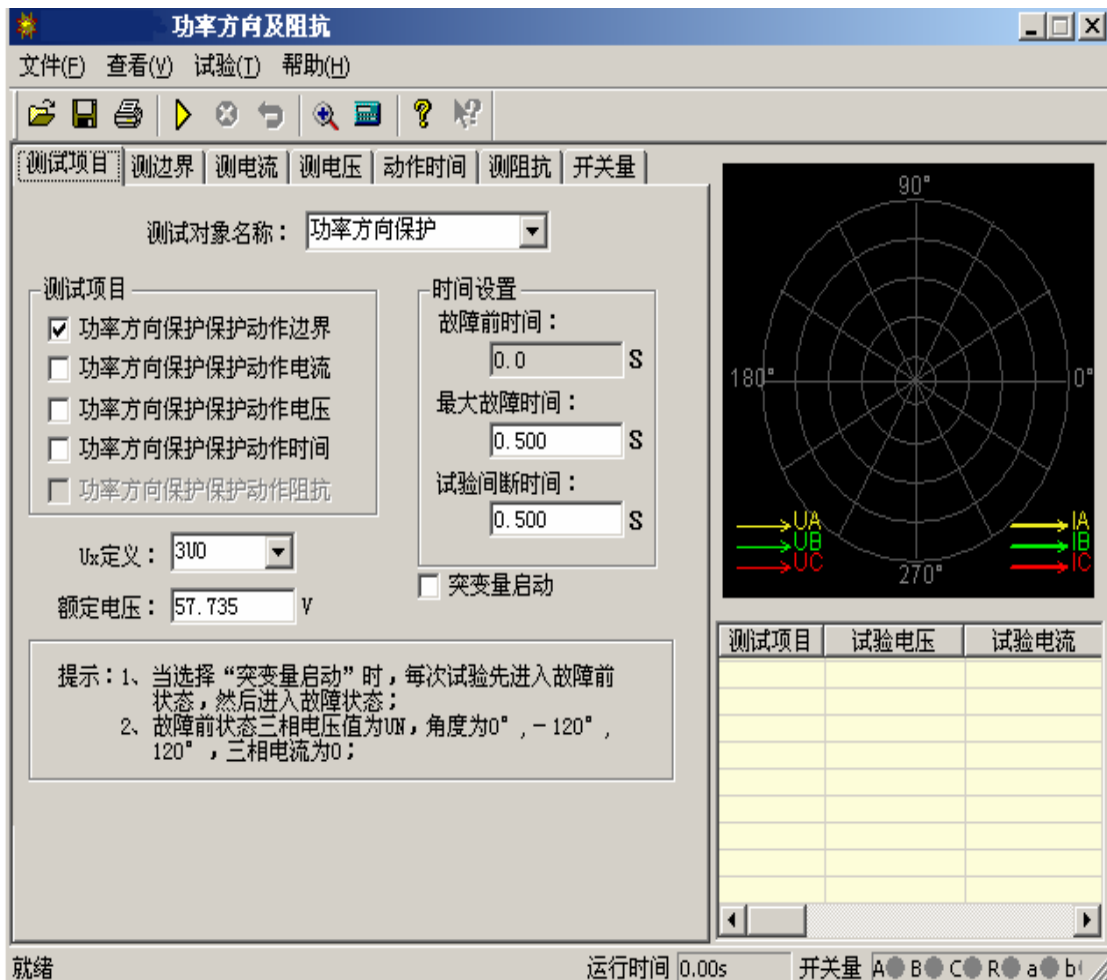 功率方向及阻抗
文件(F) 查看(V) 试验(T) 帮助(H)
测试项目 测边界 测电流 测电压 动作时间 测阻抗 开关量
测试对象名称： 功率方向保护
测试项目
功率方向保护保护动作边界
功率方向保护保护动作电流
功率方向保护保护动作电压
功率方向保护保护动作时间
功率方向保护保护动作阻抗
时间设置
故障前时间：
0.0 S
最大故障时间：
0.500 S
试验间断时间：
0.500 S
Ux定义： 3U0
突变量启动
额定电压： 57.735 V
提示：1、当选择“突变量启动”时，每次试验先进入故障前
状态，然后进入故障状态；
2、故障前状态三相电压值为UN，角度为0°,－120°,
120°，三相电流为0；
90°
180° 0°
270°
UA IA
UB IB
UC IC
测试项目 试验电压 试验电流
就绪 运行时间 0.00s 开关量 A B C R a b